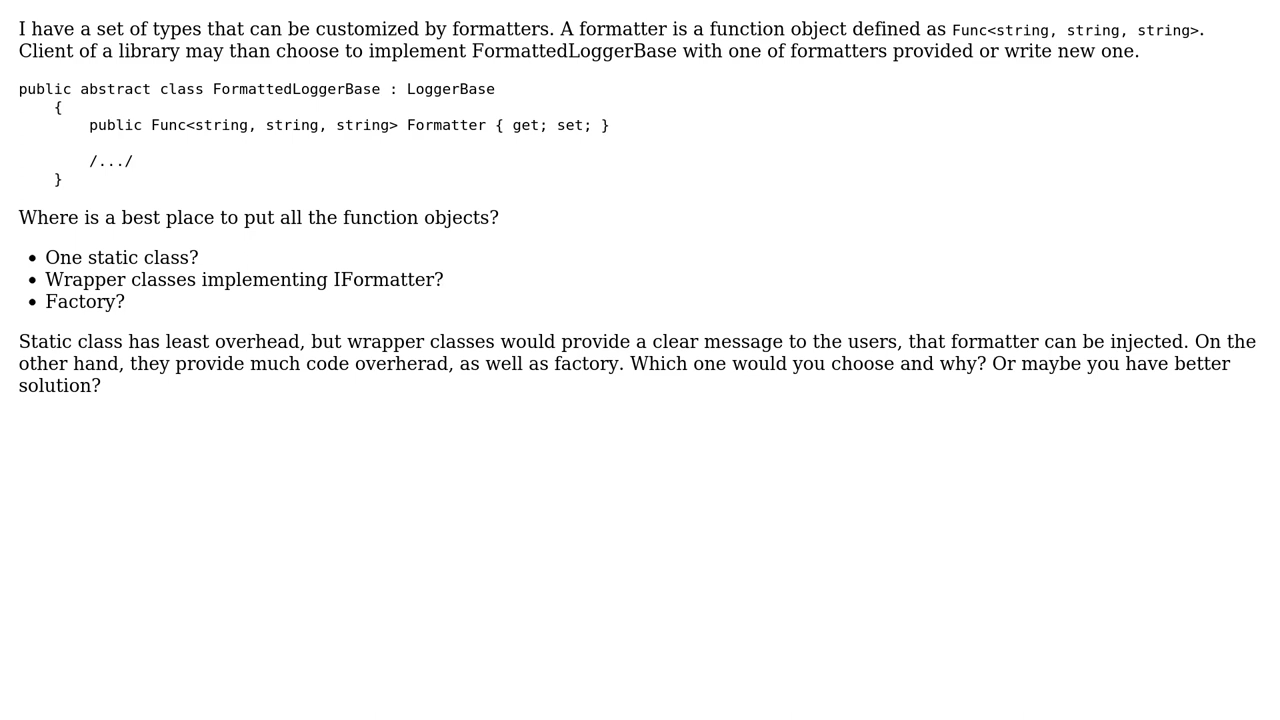 I have a set of types that can be customized by formatters. A formatter is a function object defined as Func<string, string, string>.
Client of a library may than choose to implement FormattedLoggerBase with one of formatters provided or write new one.
public abstract class FormattedLoggerBase : LoggerBase
    {
        public Func<string, string, string> Formatter { get; set; }
        /.../
    }
Where is a best place to put all the function objects?
• One static class?
• Wrapper classes implementing IFormatter?
• Factory?
Static class has least overhead, but wrapper classes would provide a clear message to the users, that formatter can be injected. On the
other hand, they provide much code overherad, as well as factory. Which one would you choose and why? Or maybe you have better
solution?